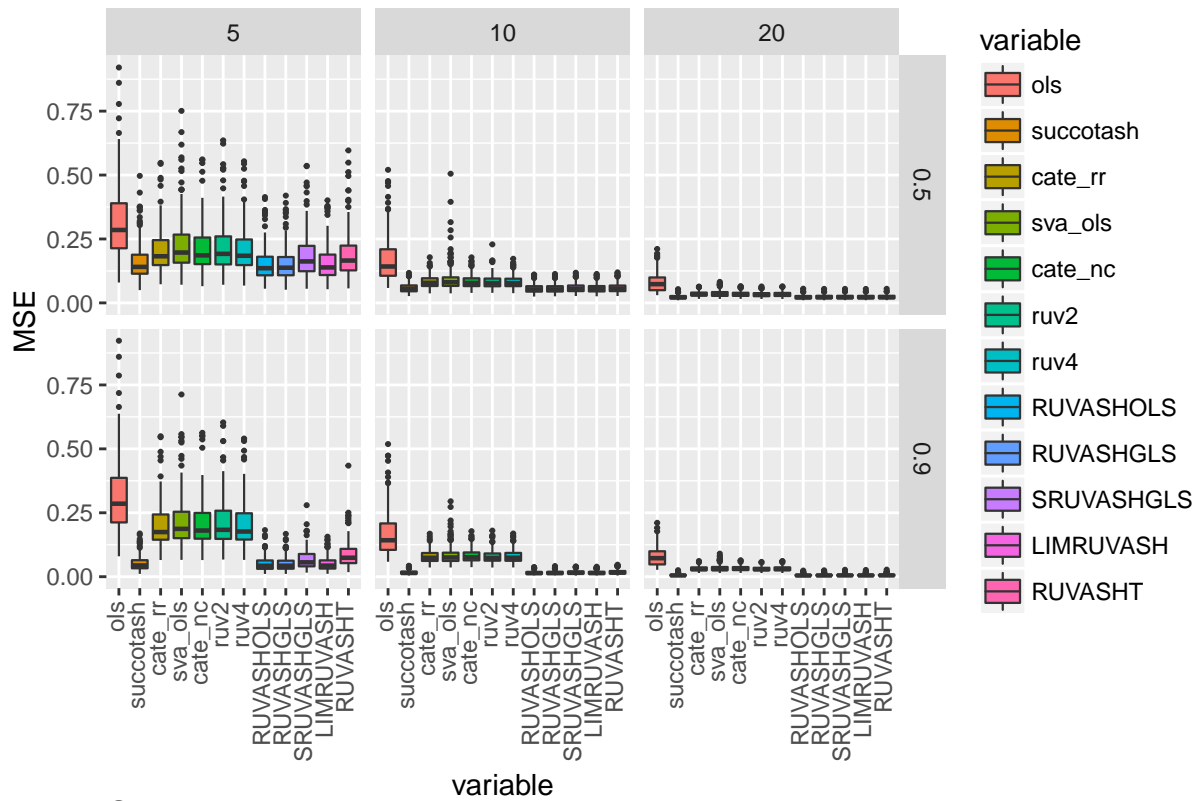 5 10 20
variable
MSE
0.75
0.50
0.25
0.00
0.5
0.75
0.50
0.25
0.00
0.9
ols
succotash
cate_rr
sva_ols
cate_nc
ruv2
ruv4
RUVASHOLS
RUVASHGLS
SRUVASHGLS
LIMRUVASH
RUVASHT
ols
succotash
cate_rr
sva_ols
cate_nc
ruv2
ruv4
RUVASHOLS
RUVASHGLS
SRUVASHGLS
LIMRUVASH
RUVASHT
ols
succotash
cate_rr
sva_ols
cate_nc
ruv2
ruv4
RUVASHOLS
RUVASHGLS
SRUVASHGLS
LIMRUVASH
RUVASHT
variable
ols
succotash
cate_rr
sva_ols
cate_nc
ruv2
ruv4
RUVASHOLS
RUVASHGLS
SRUVASHGLS
LIMRUVASH
RUVASHT